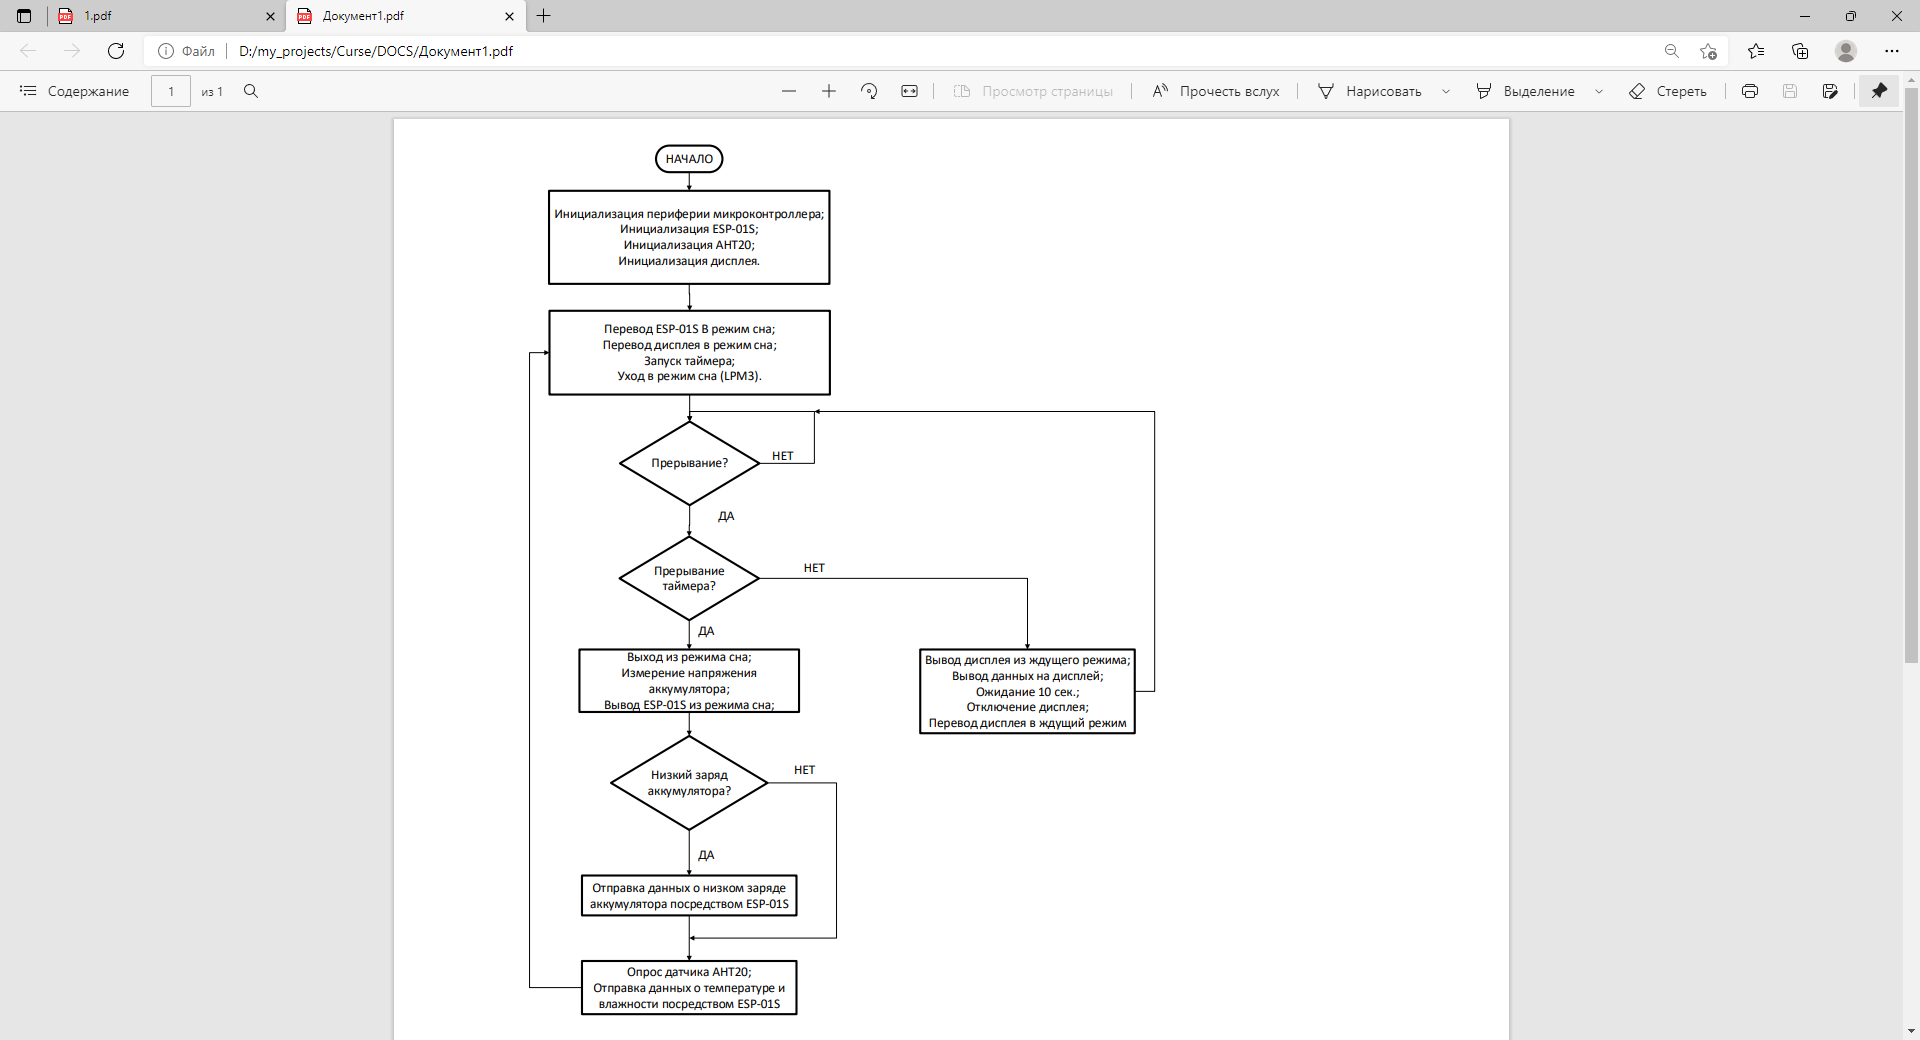 1.pdf
Документ1.pdf
Файл
D:/my_projects/Curse/DOCS/Документ1.pdf
Содержание
1
из 1
Просмотр страницы
Прочесть вслух
Нарисовать
Выделение
Стереть
НАЧАЛО
Инициализация периферии микроконтроллера;
Инициализация ESP-01S;
Инициализация AHT20;
Инициализация дисплея.
Перевод ESP-01S В режим сна;
Перевод дисплея в режим сна;
Запуск таймера;
Уход в режим сна (LPM3).
Прерывание?
НЕТ
ДА
Прерывание
таймера?
НЕТ
ДА
Выход из режима сна;
Измерение напряжения
аккумулятора;
Вывод ESP-01S из режима сна;
Вывод дисплея из ждущего режима;
Вывод данных на дисплей;
Ожидание 10 сек.;
Отключение дисплея;
Перевод дисплея в ждущий режим
Низкий заряд
аккумулятора?
НЕТ
ДА
Отправка данных о низком заряде
аккумулятора посредством ESP-01S
Опрос датчика AHT20;
Отправка данных о температуре и
влажности посредством ESP-01S